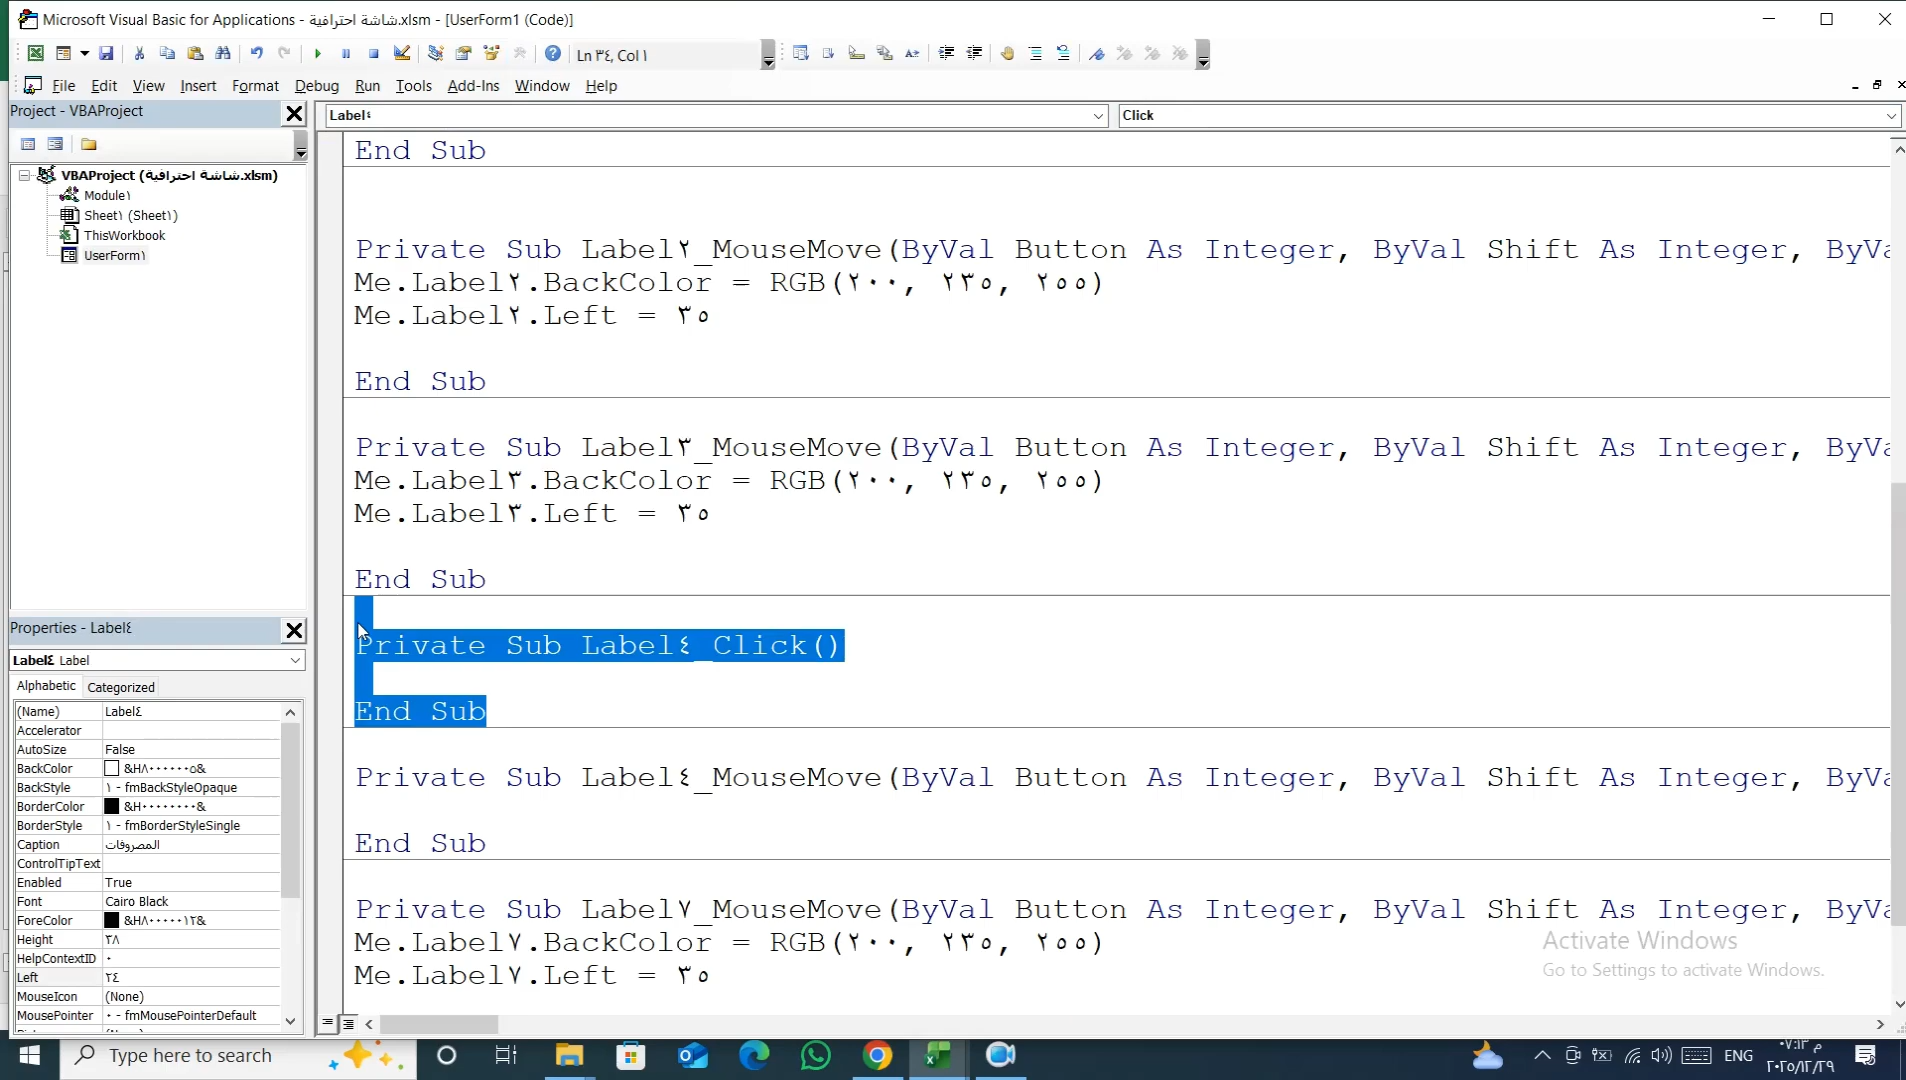 Microsoft Visual Basic for Applications - شاشة احترافية.xlsm - [UserForm1 (Code)]
Ln ٣٤, Col ١
File Edit View Insert Format Debug Run Tools Add-Ins Window Help
Project - VBAProject
Label٤
Click
VBAProject (شاشة احترافية.xlsm)
Module١
Sheet١ (Sheet١)
ThisWorkbook
UserForm١
End Sub
Private Sub Label٢_MouseMove(ByVal Button As Integer, ByVal Shift As Integer, ByVa
Me.Label٢.BackColor = RGB(٢٠٠, ٢٣٥, ٢٥٥)
Me.Label٢.Left = ٣٥
End Sub
Private Sub Label٣_MouseMove(ByVal Button As Integer, ByVal Shift As Integer, ByVa
Me.Label٣.BackColor = RGB(٢٠٠, ٢٣٥, ٢٥٥)
Me.Label٣.Left = ٣٥
End Sub
Private Sub Label٤_Click()
End Sub
Private Sub Label٤_MouseMove(ByVal Button As Integer, ByVal Shift As Integer, ByVa
End Sub
Private Sub Label٧_MouseMove(ByVal Button As Integer, ByVal Shift As Integer, ByVa
Me.Label٧.BackColor = RGB(٢٠٠, ٢٣٥, ٢٥٥)
Me.Label٧.Left = ٣٥
Properties - Label٤
Label٤ Label
Alphabetic Categorized
(Name) Label٤
Accelerator
AutoSize False
BackColor &H٨٠٠٠٠٠٠٥&
BackStyle ١ - fmBackStyleOpaque
BorderColor &H٠٠٠٠٠٠٠٠&
BorderStyle ١ - fmBorderStyleSingle
Caption المصروفات
ControlTipText
Enabled True
Font Cairo Black
ForeColor &H٨٠٠٠٠٠١٢&
Height ٢٨
HelpContextID ٠
Left ٢٤
MouseIcon (None)
MousePointer ٠ - fmMousePointerDefault
Activate Windows
Go to Settings to activate Windows.
Type here to search
ENG
٠٧:١٣ م
٢٠٢٥/١٢/٢٩